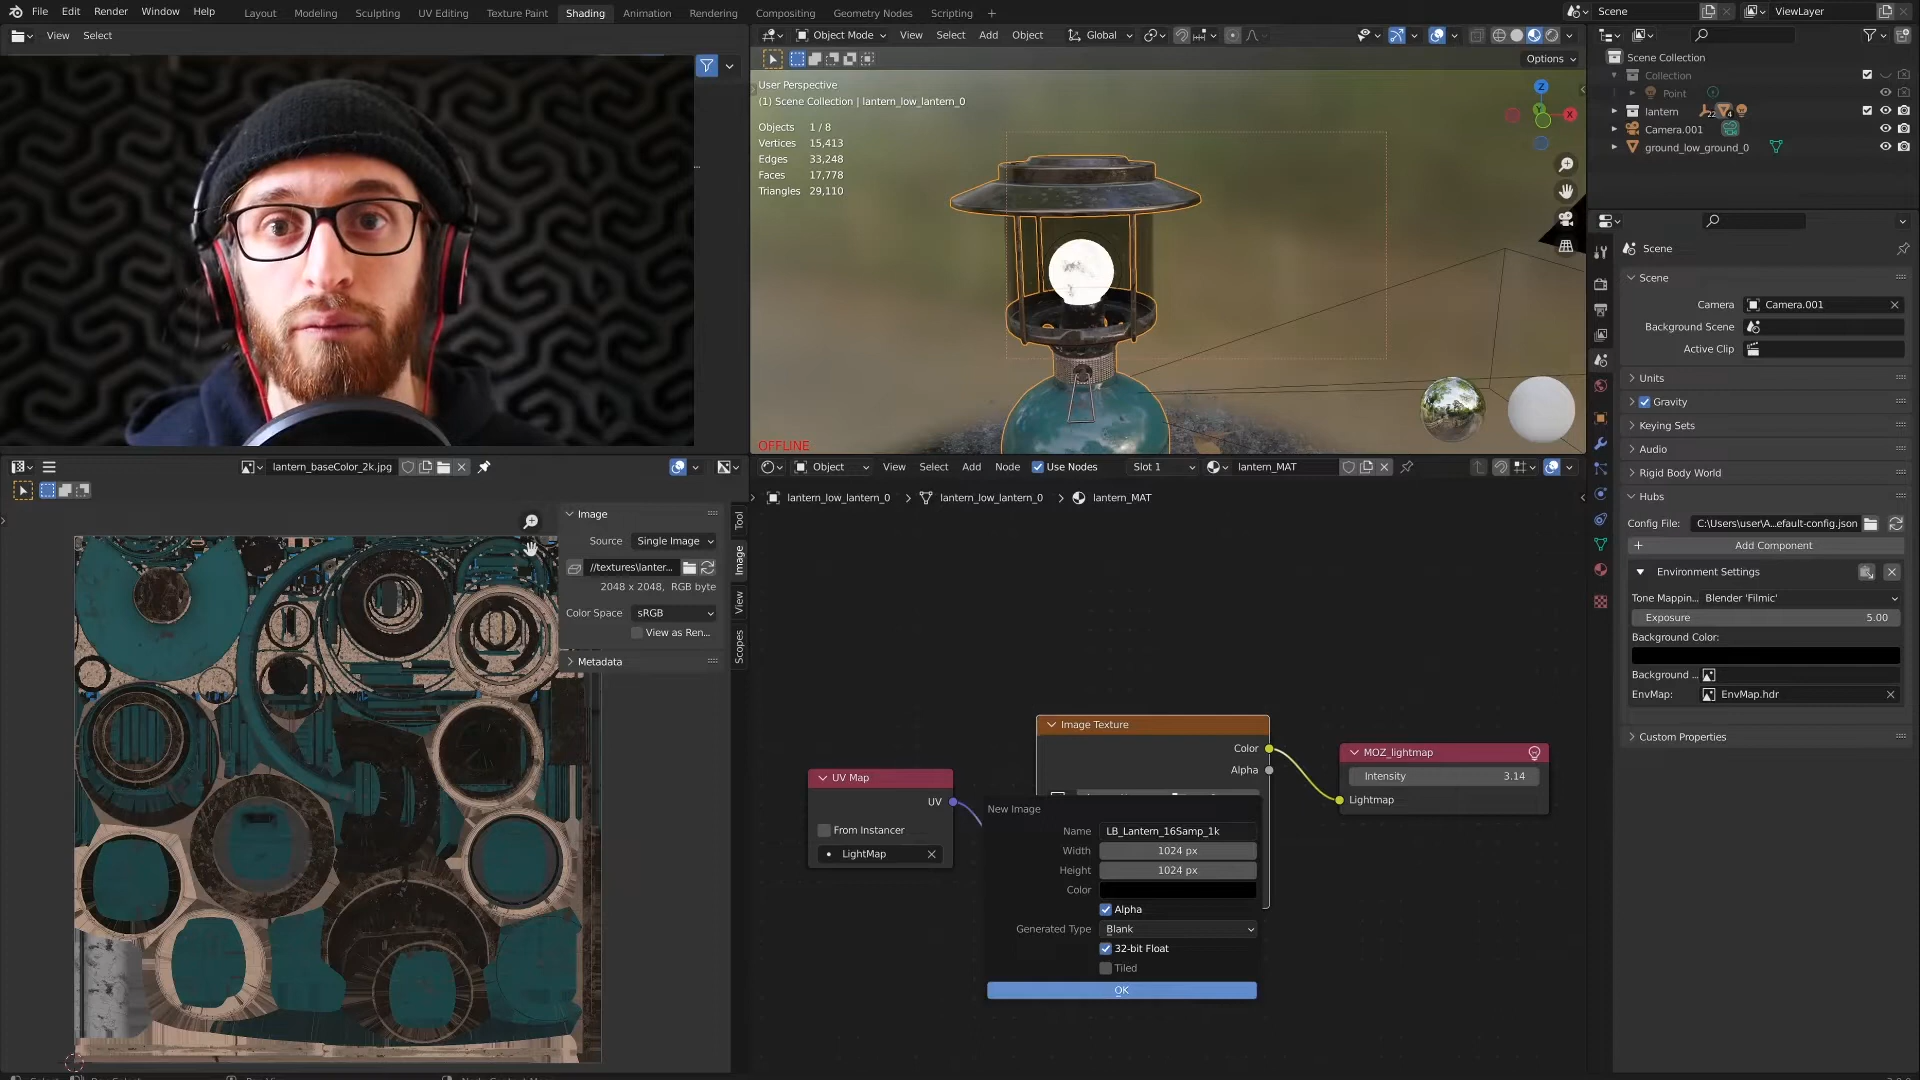 File Edit Render Window Help Layout Modeling Sculpting UV Editing Texture Paint Shading Animation Rendering Compositing Geometry Nodes Scripting + Scene ViewLayer
View Select
Object Mode View Select Add Object Global
Options
User Perspective
(1) Scene Collection | lantern_low_lantern_0
Objects 1 / 8
Vertices 15,413
Edges 33,248
Faces 17,778
Triangles 29,110
Z
Y
X
OFFLINE
Scene Collection
Collection
Point
lantern
22
4
Camera.001
ground_low_ground_0
Scene
Scene
Camera Camera.001
Background Scene
Active Clip
Units
Gravity
Keying Sets
Audio
Rigid Body World
Hubs
Config File: C:\Users\user\A...efault-config.json
Add Component
Environment Settings
Tone Mappin... Blender 'Filmic'
Exposure 5.00
Background Color:
Background ...
EnvMap: EnvMap.hdr
Custom Properties
lantern_baseColor_2k.jpg
Image
Source Single Image
//textures\lanter...
2048 x 2048, RGB byte
Color Space sRGB
View as Ren...
Metadata
Tool
Image
View
Scopes
Object View Select Add Node Use Nodes Slot 1 lantern_MAT
lantern_low_lantern_0 > lantern_low_lantern_0 > lantern_MAT
UV Map
UV
From Instancer
LightMap
Image Texture
Color
Alpha
MOZ_lightmap
Intensity 3.14
Lightmap
New Image
Name LB_Lantern_16Samp_1k
Width 1024 px
Height 1024 px
Color
Alpha
Generated Type Blank
32-bit Float
Tiled
OK